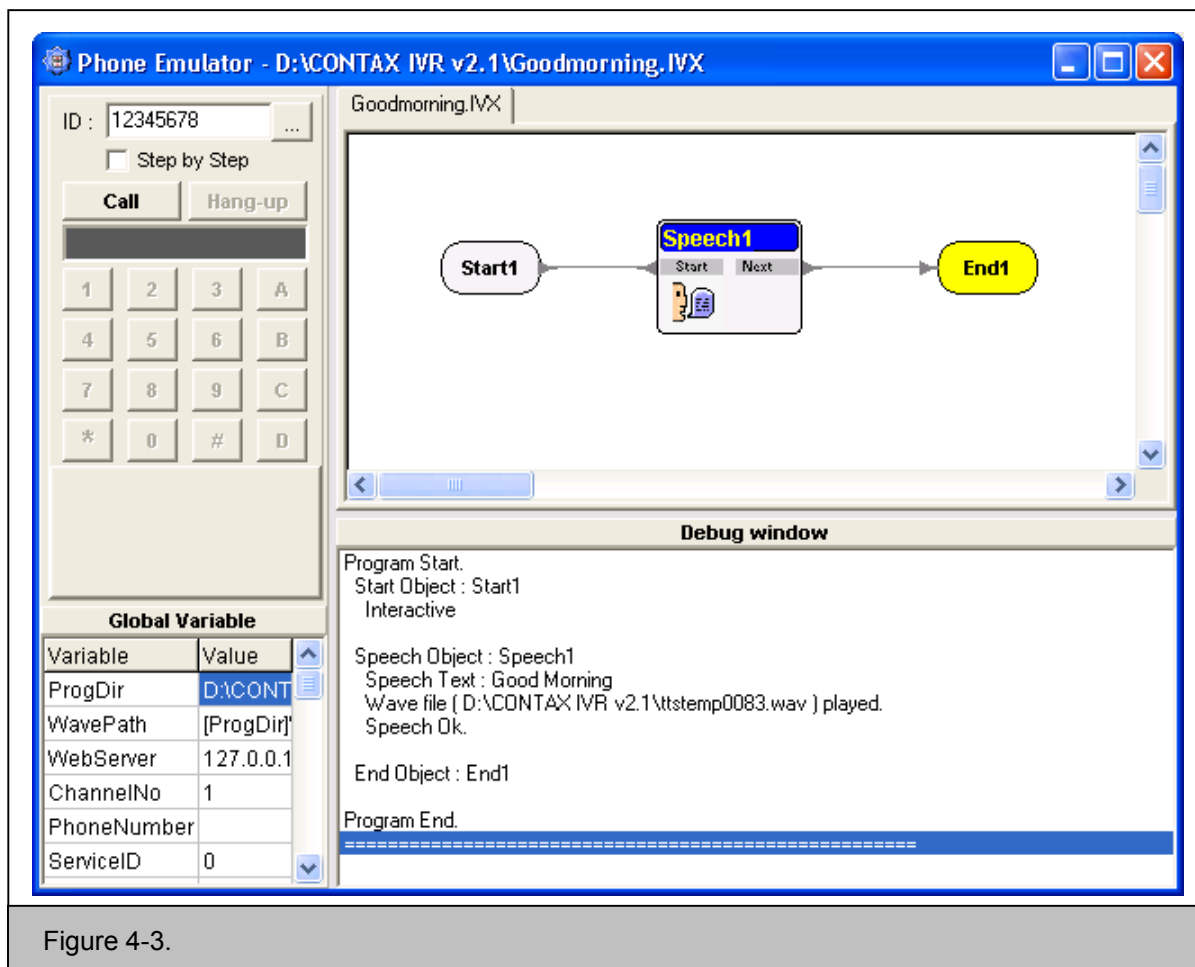 Phone Emulator - D:\CONTAX IVR v2.1\Goodmorning.IVX
ID : 12345678 ...
Step by Step
Call Hang-up
1 2 3 A
4 5 6 B
7 8 9 C
* 0 # D
Global Variable
Variable Value
ProgDir D:\CONT
WavePath [ProgDir]'
WebServer 127.0.0.1
ChannelNo 1
PhoneNumber
ServiceID 0
Goodmorning.IVX
Start1
Speech1
Start Next
End1
Debug window
Program Start.
Start Object : Start1
Interactive
Speech Object : Speech1
Speech Text : Good Morning
Wave file ( D:\CONTAX IVR v2.1\ttstemp0083.wav ) played.
Speech Ok.
End Object : End1
Program End.
=====================================================
Figure 4-3.